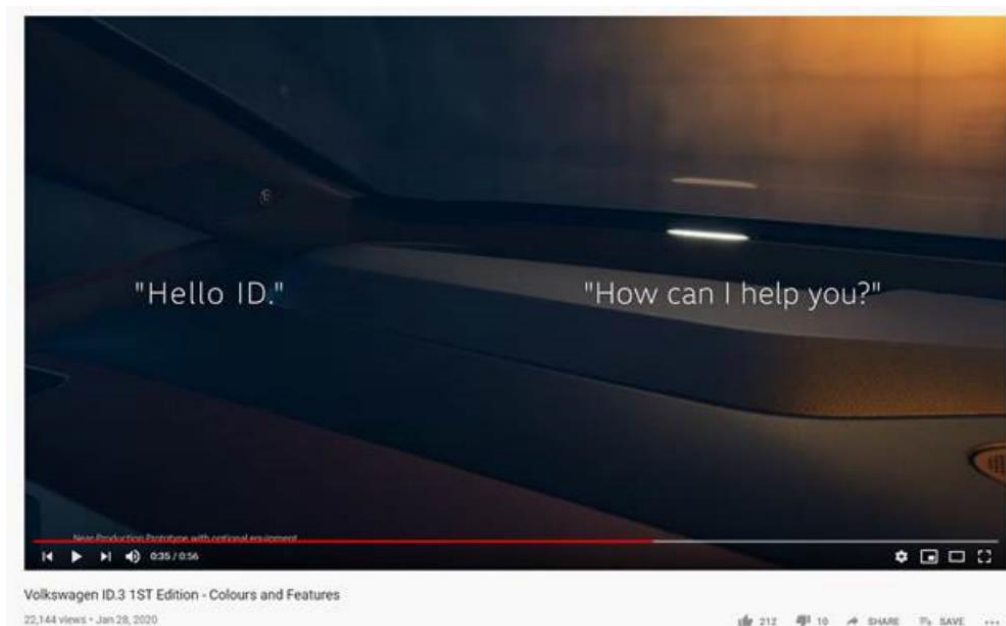 "Hello ID." "How can I help you?"
Near-Production Prototype with optional equipment
0:35 / 0:56
Volkswagen ID.3 1ST Edition - Colours and Features
22,144 views • Jan 28, 2020 212 10 SHARE SAVE